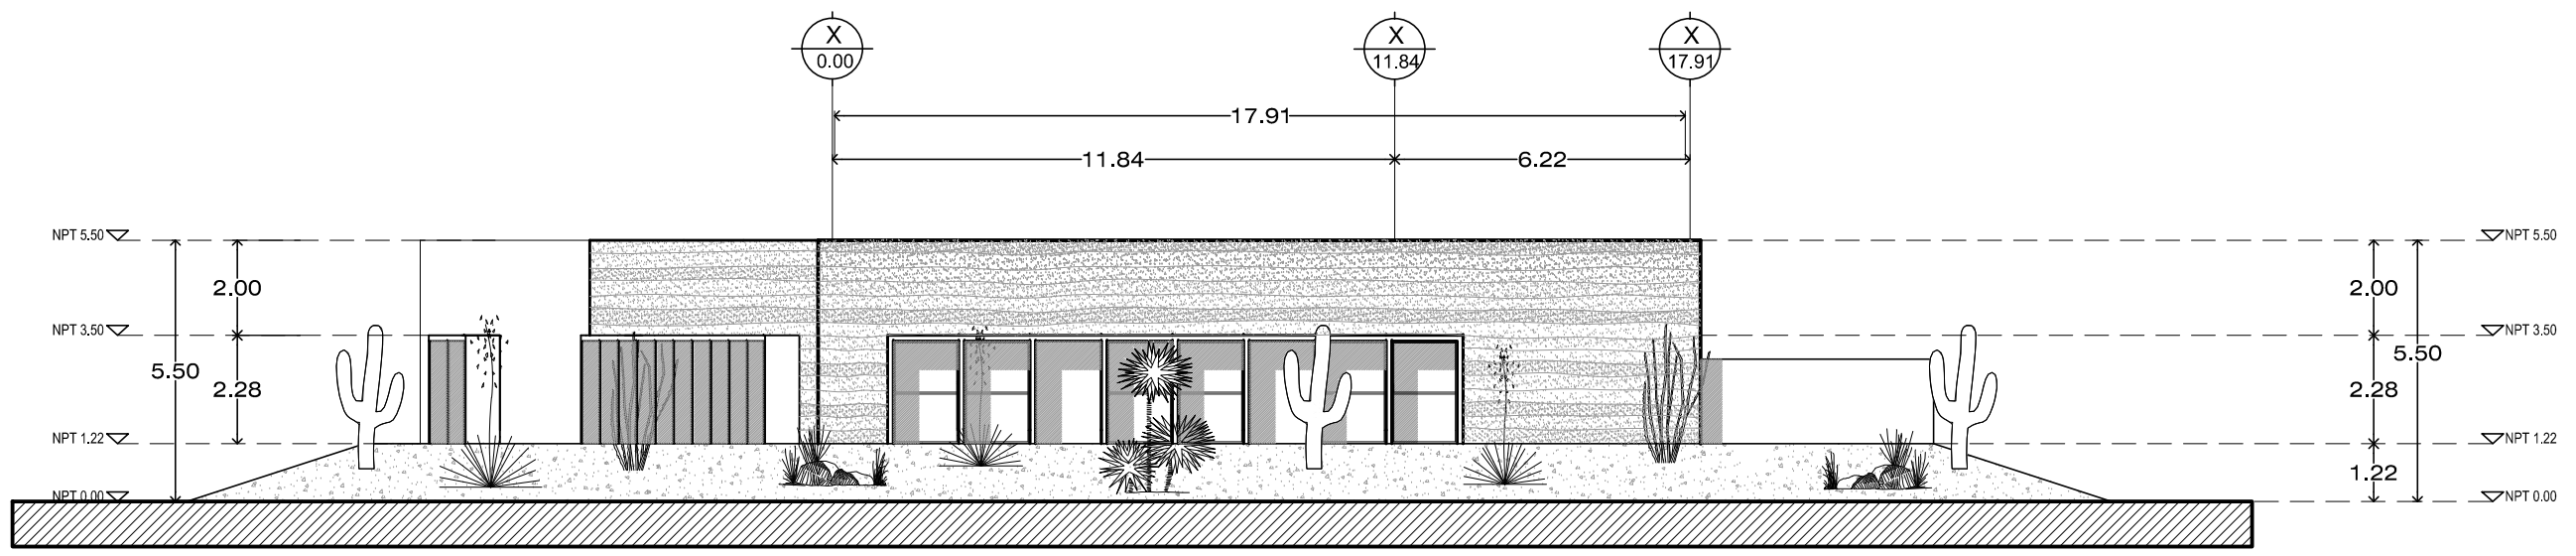 X
0.00
X
11.84
X
17.91
17.91
11.84
6.22
NPT 5.50
NPT 5.50
2.00
2.00
NPT 3.50
NPT 3.50
5.50
5.50
2.28
2.28
NPT 1.22
NPT 1.22
1.22
NPT 0.00
NPT 0.00